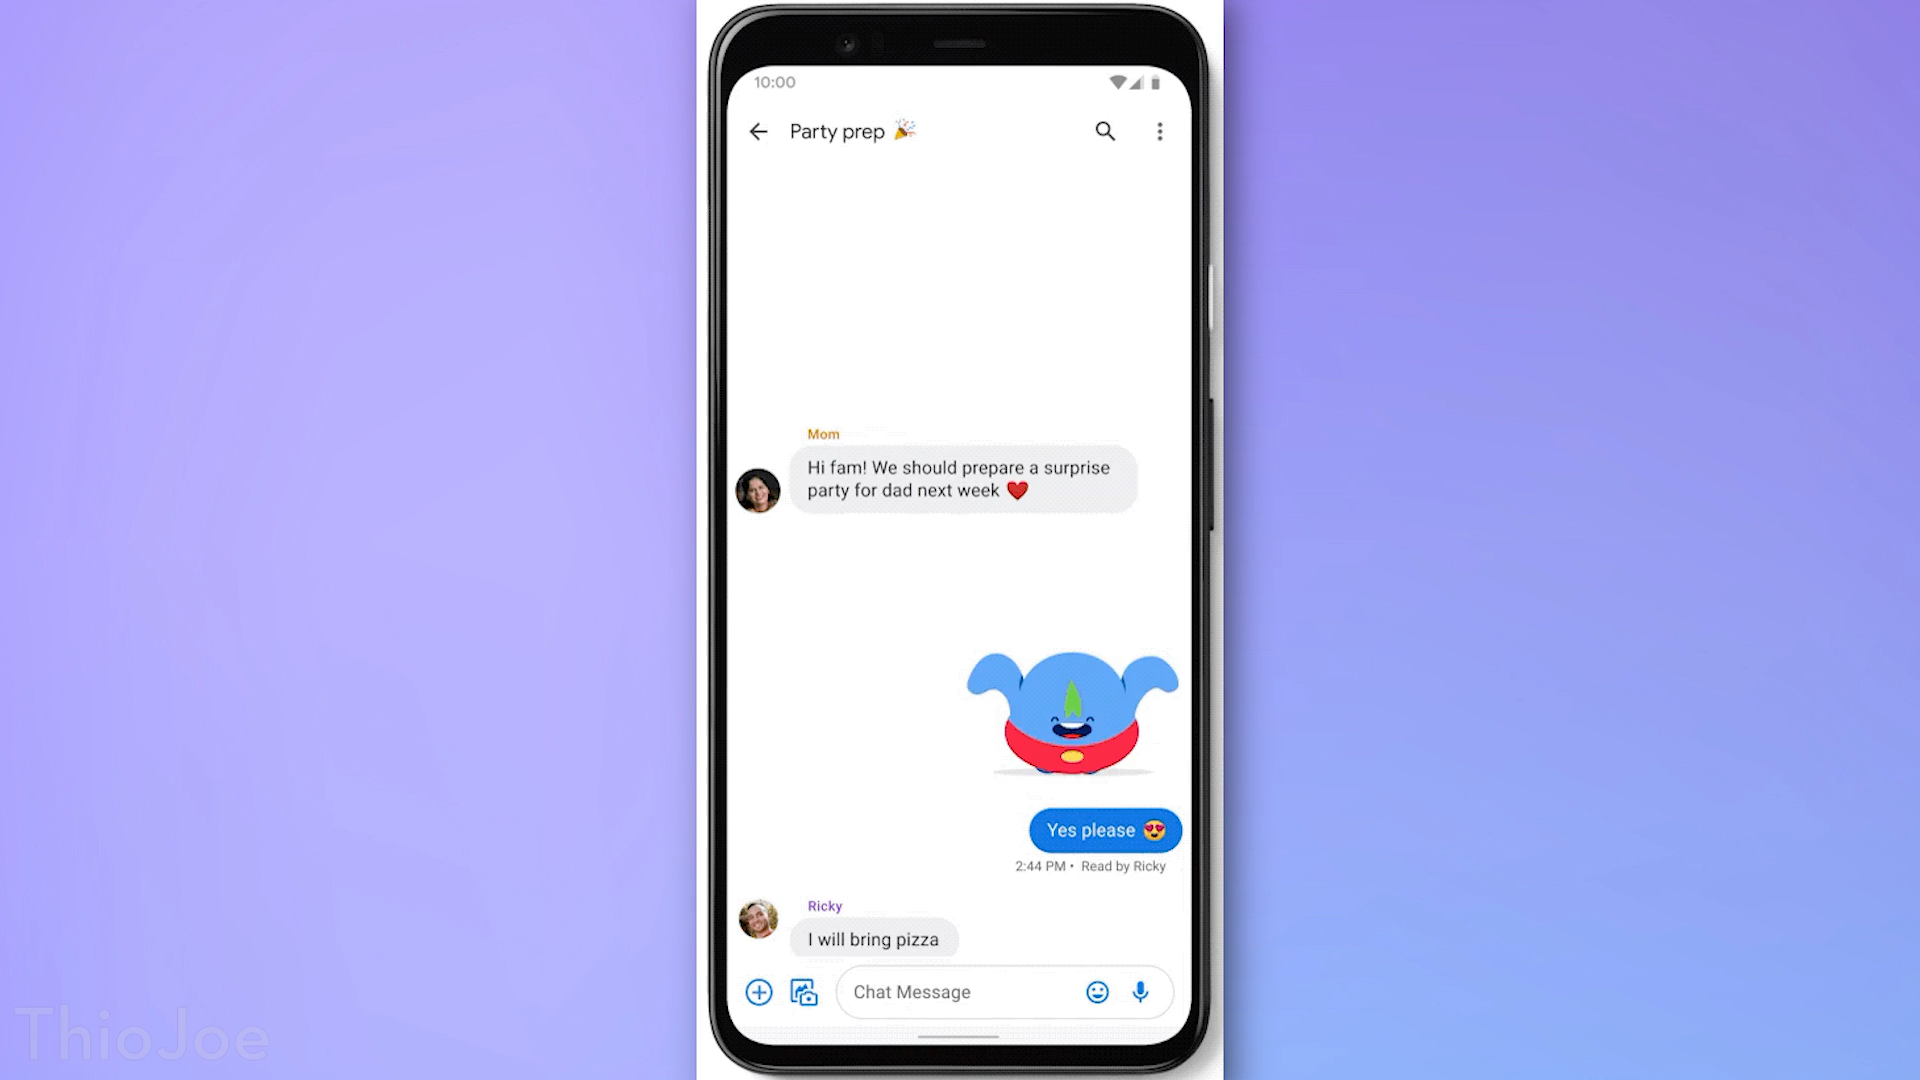 10:00
Party prep 🎉
Mom
Hi fam! We should prepare a surprise
party for dad next week ❤️
Yes please 😍
2:44 PM • Read by Ricky
Ricky
I will bring pizza
Chat Message
ThioJoe